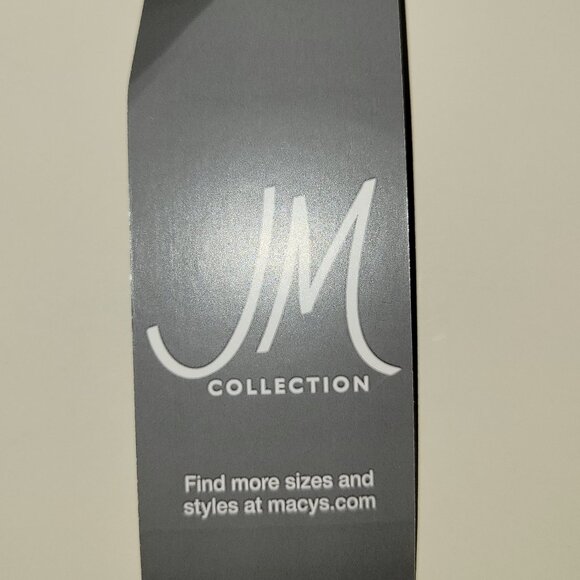 JM
COLLECTION
Find more sizes and
styles at macys.com